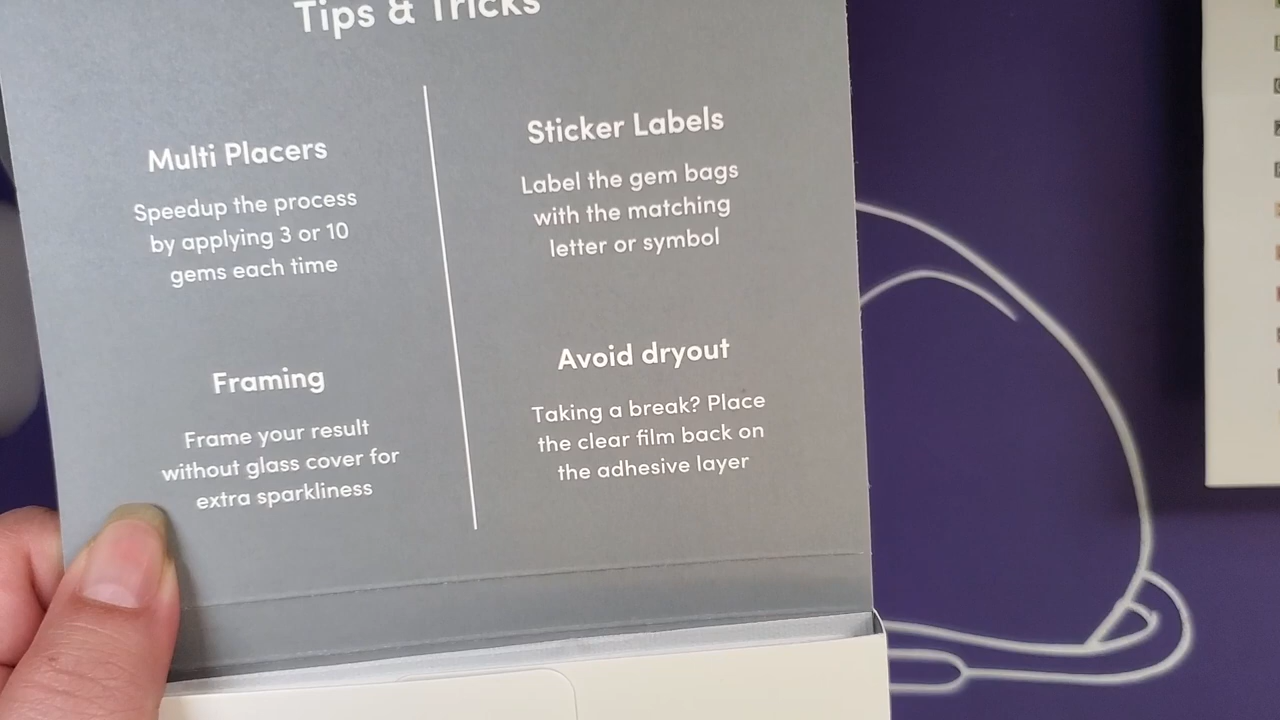 Tips & Tricks
Multi Placers
Speedup the process
by applying 3 or 10
gems each time
Framing
Frame your result
without glass cover for
extra sparkliness
Sticker Labels
Label the gem bags
with the matching
letter or symbol
Avoid dryout
Taking a break? Place
the clear film back on
the adhesive layer